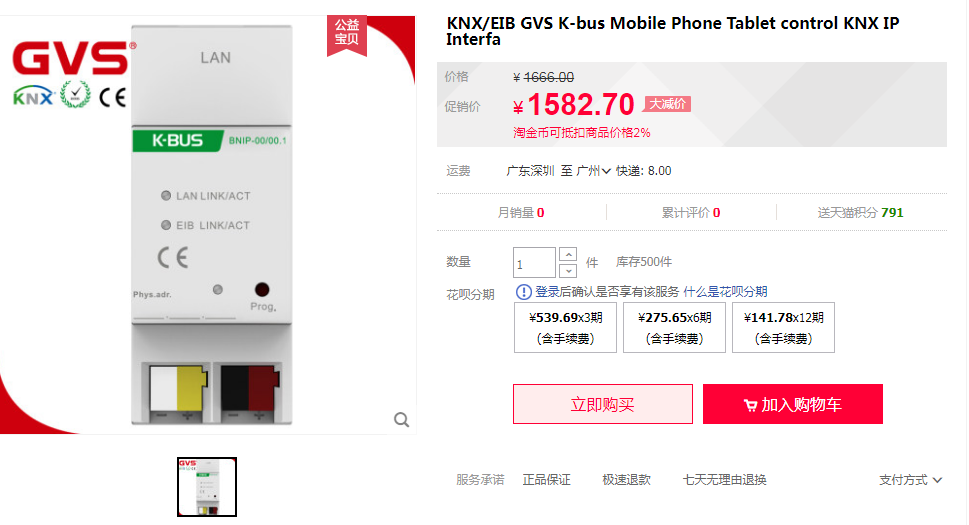 公益
宝贝
GVS®
KNX
CE
LAN
K-BUS
BNIP-00/00.1
LAN LINK/ACT
EIB LINK/ACT
CE
Phys.adr.
Prog.
GVS
KNX/EIB GVS K-bus Mobile Phone Tablet control KNX IP
Interfa
价格 ¥ 1666.00
促销价 ¥ 1582.70 大减价
淘金币可抵扣商品价格2%
运费 广东深圳 至 广州 快递: 8.00
月销量 0 累计评价 0 送天猫积分 791
数量 1 件 库存500件
花呗分期 登录后确认是否享有该服务 什么是花呗分期
¥539.69x3期 ¥275.65x6期 ¥141.78x12期
(含手续费) (含手续费) (含手续费)
立即购买 加入购物车
服务承诺 正品保证 极速退款 七天无理由退换 支付方式